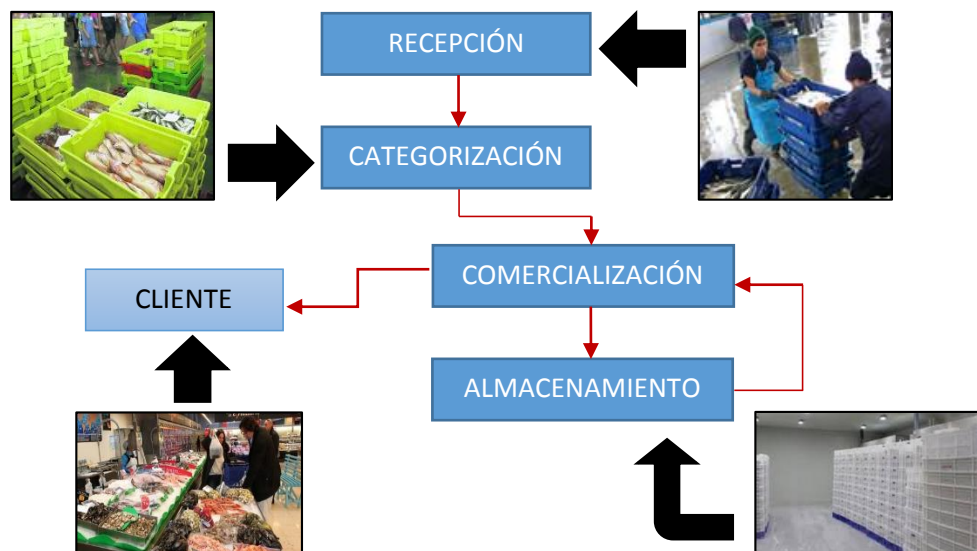 RECEPCIÓN
CATEGORIZACIÓN
COMERCIALIZACIÓN
CLIENTE
ALMACENAMIENTO